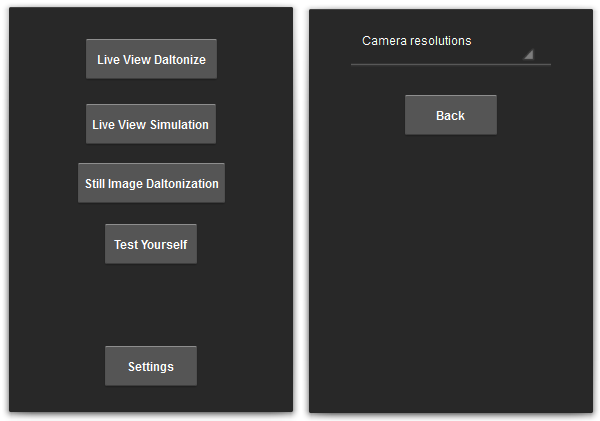 Live View Daltonize
Live View Simulation
Still Image Daltonization
Test Yourself
Settings
Camera resolutions
Back